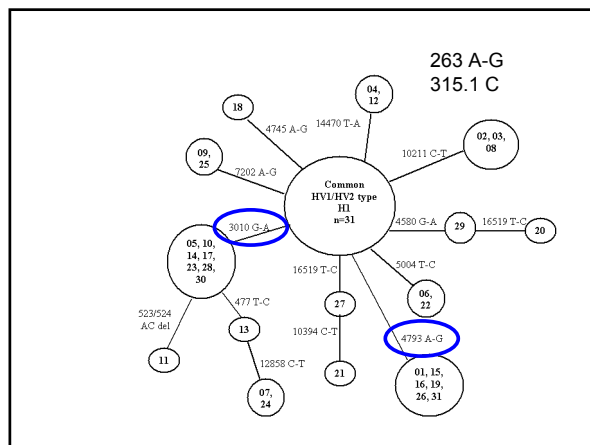 263 A-G
315.1 C
04,
12
18
4745 A-G
14470 T-A
02, 03,
08
10211 C-T
09,
25
7202 A-G
Common
HV1/HV2 type
H1
n=31
3010 G-A
4580 G-A
29
16519 T-C
20
05, 10,
14, 17,
23, 28,
30
16519 T-C
5004 T-C
06,
22
523/524
AC del
477 T-C
27
13
10394 C-T
4793 A-G
11
12858 C-T
21
01, 15,
16, 19,
26, 31
07,
24